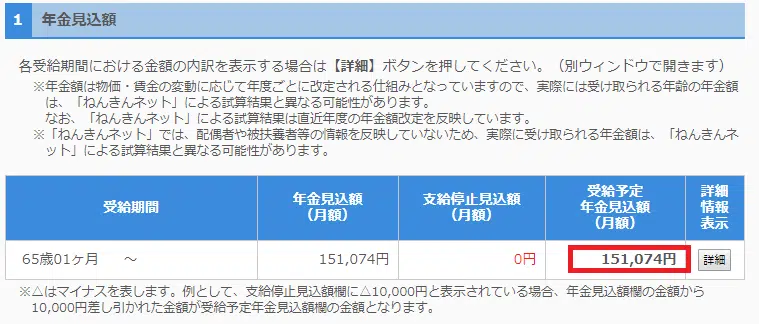 1 年金見込額
各受給期間における金額の内訳を表示する場合は【詳細】ボタンを押してください。（別ウィンドウで開きます）
※年金額は物価・賃金の変動に応じて年度ごとに改定される仕組みとなっていますので、実際には受け取られる年齢の年金額
は、「ねんきんネット」による試算結果と異なる可能性があります。
なお、「ねんきんネット」による試算結果は直近年度の年金額改定を反映しています。
※「ねんきんネット」では、配偶者や被扶養者等の情報を反映していないため、実際に受け取られる年金額は、「ねんきんネ
ット」による試算結果と異なる可能性があります。
受給期間
年金見込額
（月額）
支給停止見込額
（月額）
受給予定
年金見込額
（月額）
詳細
情報
表示
65歳01ヶ月 ～
151,074円
0円
151,074円
詳細
※△はマイナスを表します。例として、支給停止見込額欄に△10,000円と表示されている場合、年金見込額欄の金額から
10,000円差し引かれた金額が受給予定年金見込額欄の金額となります。